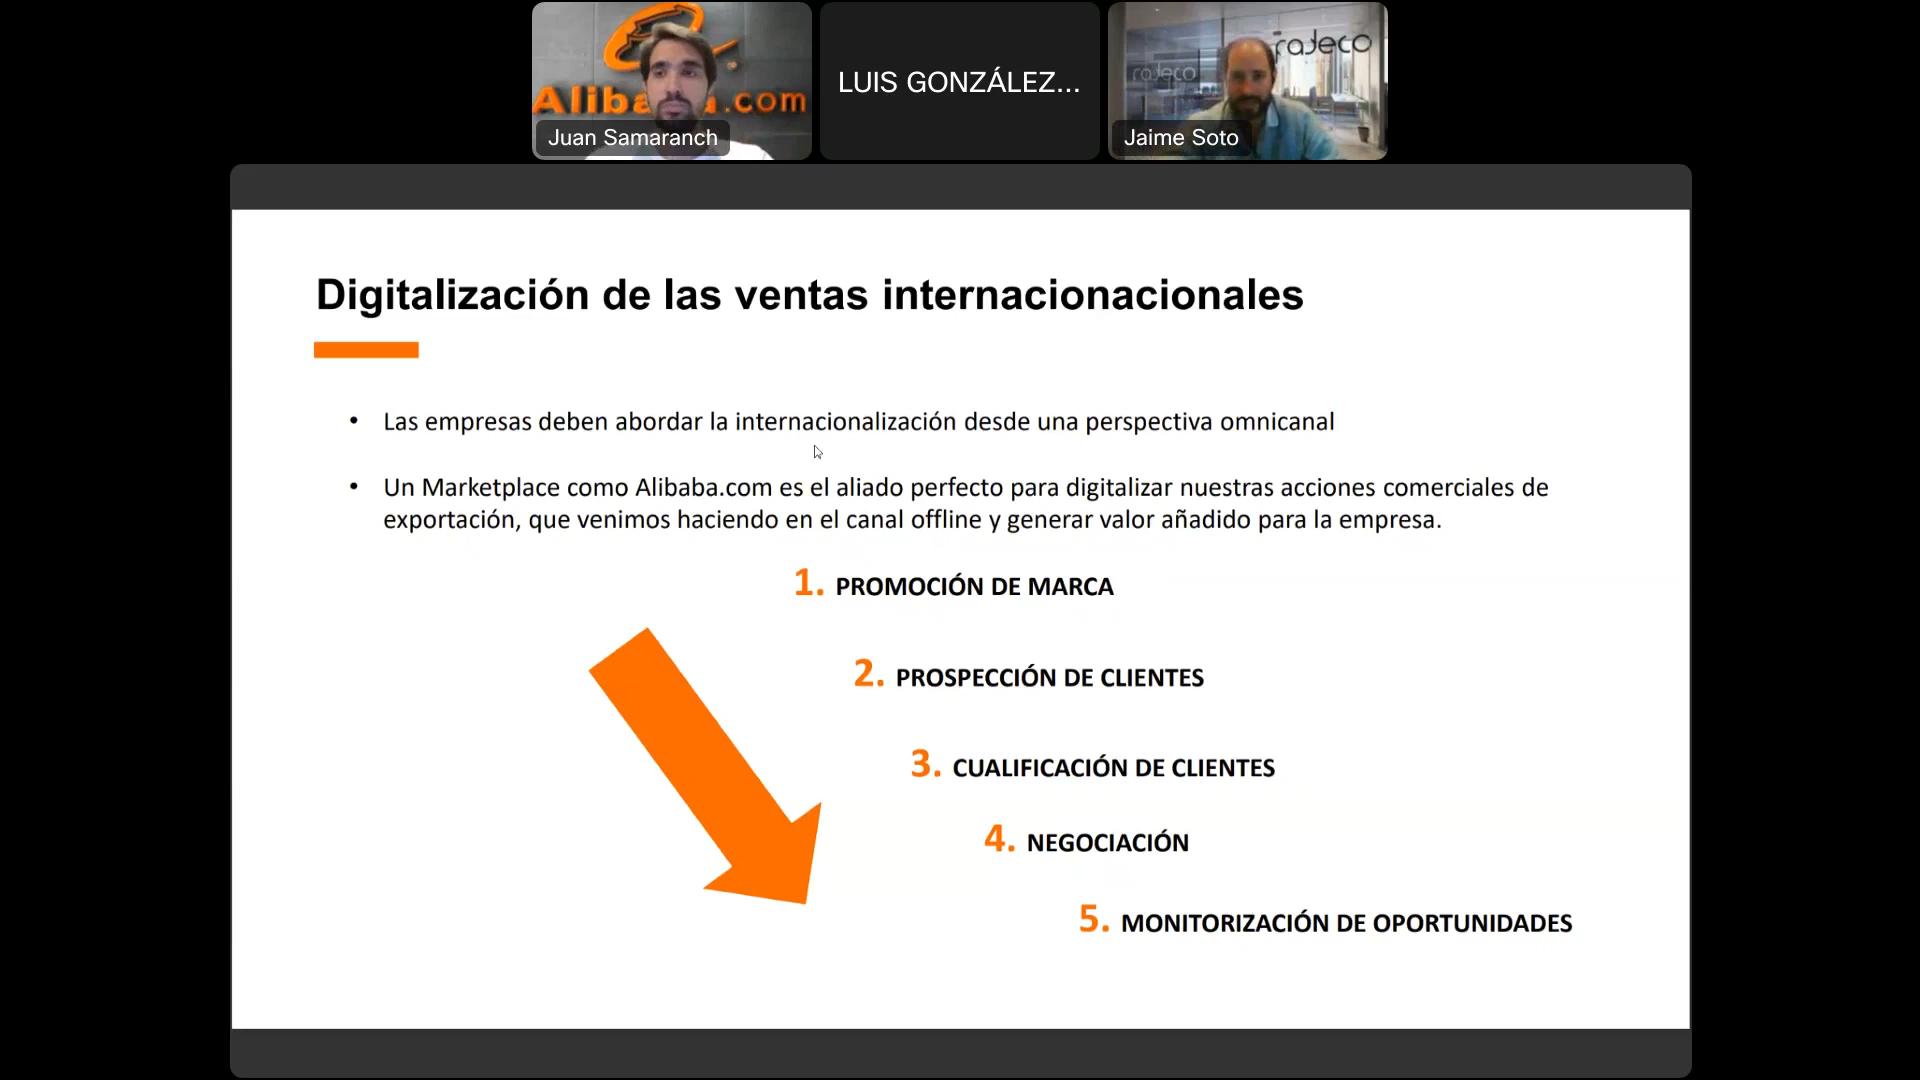 Alibaba.com
Juan Samaranch
LUIS GONZÁLEZ...
rojeco
rojeco
Jaime Soto
Digitalización de las ventas internacionacionales
• Las empresas deben abordar la internacionalización desde una perspectiva omnicanal
• Un Marketplace como Alibaba.com es el aliado perfecto para digitalizar nuestras acciones comerciales de
exportación, que venimos haciendo en el canal offline y generar valor añadido para la empresa.
1. PROMOCIÓN DE MARCA
2. PROSPECCIÓN DE CLIENTES
3. CUALIFICACIÓN DE CLIENTES
4. NEGOCIACIÓN
5. MONITORIZACIÓN DE OPORTUNIDADES